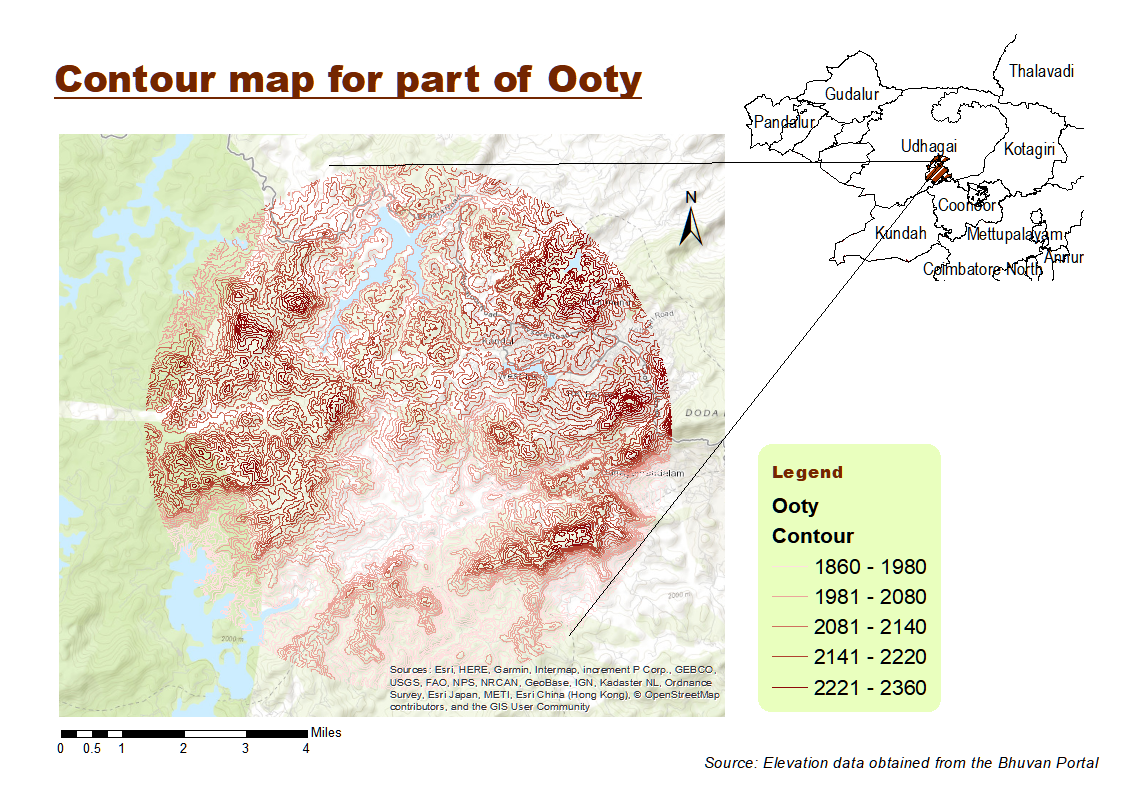 Contour map for part of Ooty
Thalavadi
Gudalur
Pandalur
Udhagai
Kotagiri
Coonoor
Kundah
Mettupalayam
Annur
Coimbatore North
N
Road
Kandal
DODA
2000 m
2000 m
Sources: Esri, HERE, Garmin, Intermap, increment P Corp., GEBCO,
USGS, FAO, NPS, NRCAN, GeoBase, IGN, Kadaster NL, Ordnance
Survey, Esri Japan, METI, Esri China (Hong Kong), © OpenStreetMap
contributors, and the GIS User Community
Legend
Ooty
Contour
1860 - 1980
1981 - 2080
2081 - 2140
2141 - 2220
2221 - 2360
Miles
0 0.5 1 2 3 4
Source: Elevation data obtained from the Bhuvan Portal